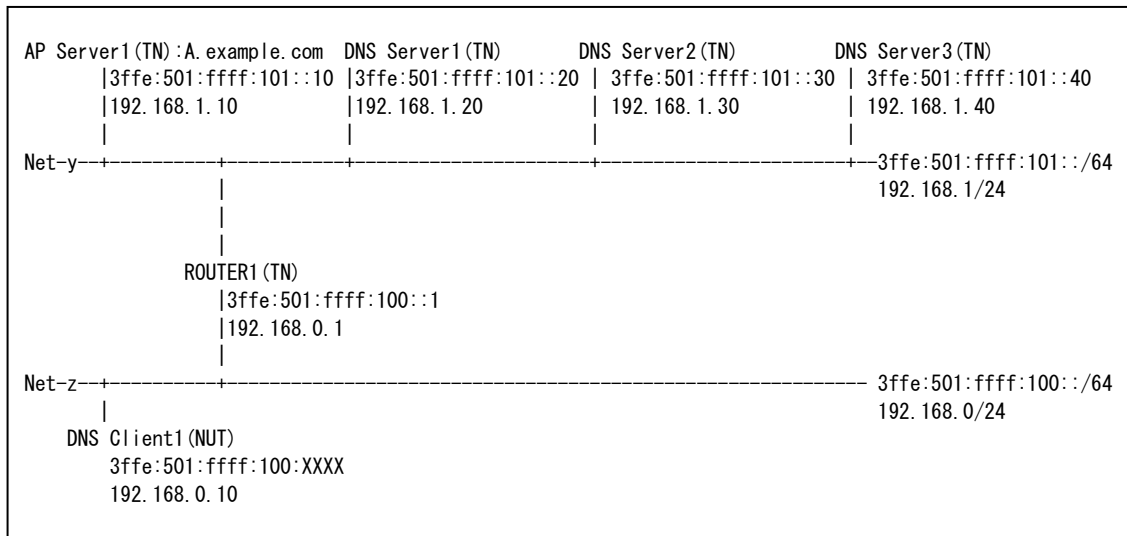 AP Server1(TN):A.example.com DNS Server1(TN) DNS Server2(TN) DNS Server3(TN)
|3ffe:501:ffff:101::10 |3ffe:501:ffff:101::20 | 3ffe:501:ffff:101::30 | 3ffe:501:ffff:101::40
|192.168.1.10 |192.168.1.20 | 192.168.1.30 | 192.168.1.40
| | | |
Net-y--+----------+-----------+----------------------+-----------------------+--3ffe:501:ffff:101::/64
| 192.168.1/24
|
|
ROUTER1(TN)
|3ffe:501:ffff:100::1
|192.168.0.1
|
Net-z--+----------+------------------------------------------------------------ 3ffe:501:ffff:100::/64
| 192.168.0/24
DNS Client1(NUT)
3ffe:501:ffff:100:XXXX
192.168.0.10